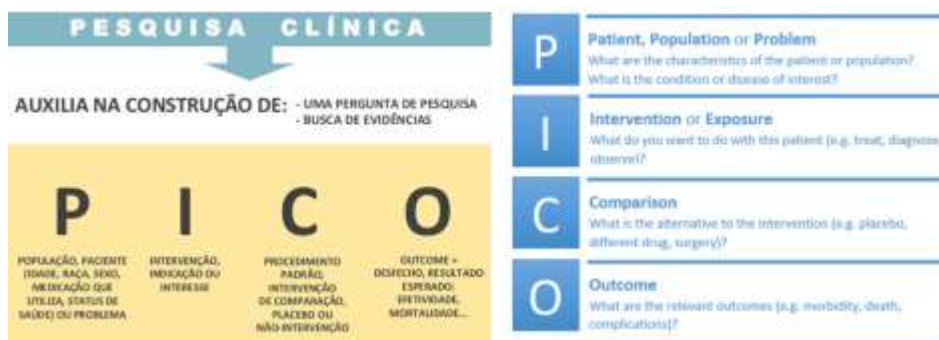 PESQUISA CLÍNICA
AUXILIA NA CONSTRUÇÃO DE:
- UMA PERGUNTA DE PESQUISA
- BUSCA DE EVIDÊNCIAS
P
POPULAÇÃO, PACIENTE
(IDADE, RAÇA, SEXO,
MEDICAÇÃO QUE
UTILIZA, STATUS DE
SAÚDE) OU PROBLEMA
I
INTERVENÇÃO,
INDICAÇÃO OU
INTERESSE
C
PROCEDIMENTO
PADRÃO,
INTERVENÇÃO
DE COMPARAÇÃO,
PLACEBO OU
NÃO-INTERVENÇÃO
O
OUTCOME =
DESFECHO, RESULTADO
ESPERADO:
EFETIVIDADE,
MORTALIDADE...
P
Patient, Population or Problem
What are the characteristics of the patient or population?
What is the condition or disease of interest?
I
Intervention or Exposure
What do you want to do with this patient (e.g. treat, diagnose,
observe)?
C
Comparison
What is the alternative to the intervention (e.g. placebo,
different drug, surgery)?
O
Outcome
What are the relevant outcomes (e.g. morbidity, death,
complications)?